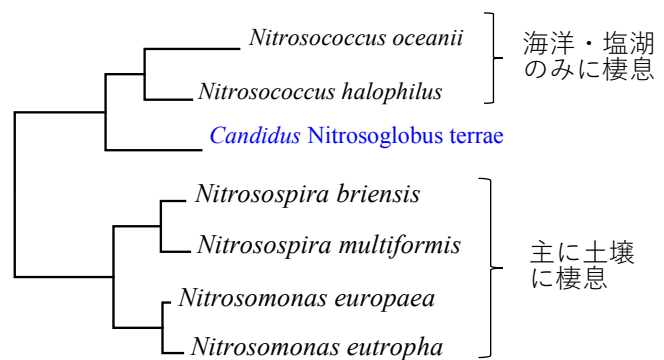 Nitrosococcus oceanii
Nitrosococcus halophilus
海洋・塩湖
のみに棲息
Candidus Nitrosoglobus terrae
Nitrosospira briensis
Nitrosospira multiformis
Nitrosomonas europaea
Nitrosomonas eutropha
主に土壌
に棲息